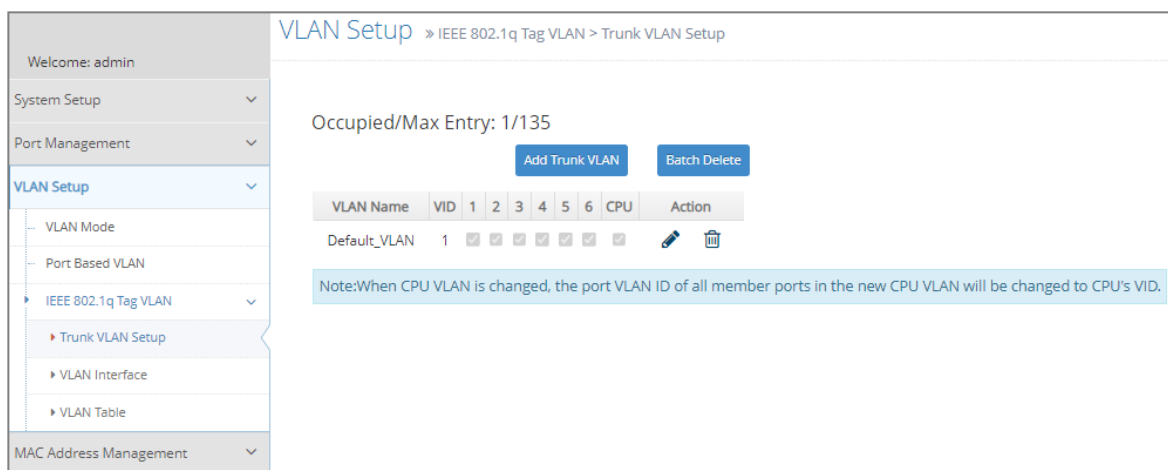 VLAN Setup » IEEE 802.1q Tag VLAN > Trunk VLAN Setup
Welcome: admin
System Setup
Port Management
VLAN Setup
VLAN Mode
Port Based VLAN
IEEE 802.1q Tag VLAN
Trunk VLAN Setup
VLAN Interface
VLAN Table
MAC Address Management
Occupied/Max Entry: 1/135
Add Trunk VLAN Batch Delete
VLAN Name VID 1 2 3 4 5 6 CPU Action
Default_VLAN 1
Note:When CPU VLAN is changed, the port VLAN ID of all member ports in the new CPU VLAN will be changed to CPU's VID.